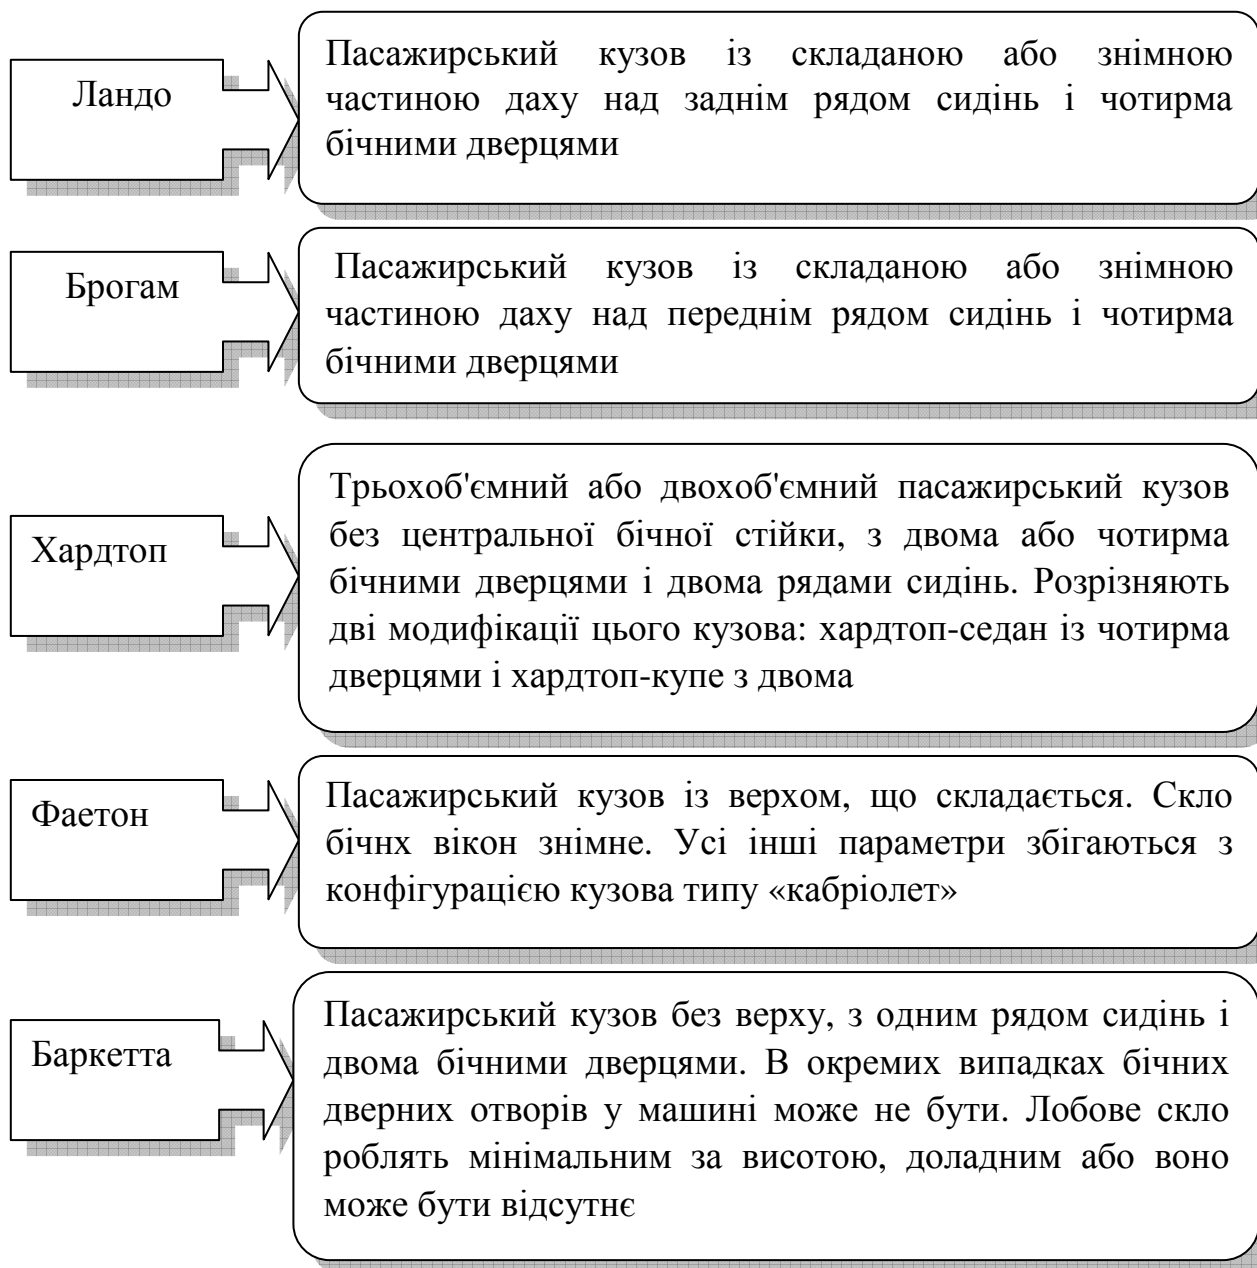 Ландо
Пасажирський кузов із складаною або знімною
частиною даху над заднім рядом сидінь і чотирма
бічними дверцями
Брогам
Пасажирський кузов із складаною або знімною
частиною даху над переднім рядом сидінь і чотирма
бічними дверцями
Хардтоп
Трьохоб'ємний або двохоб'ємний пасажирський кузов
без центральної бічної стійки, з двома або чотирма
бічними дверцями і двома рядами сидінь. Розрізняють
дві модифікації цього кузова: хардтоп-седан із чотирма
дверцями і хардтоп-купе з двома
Фаетон
Пасажирський кузов із верхом, що складається. Скло
бічнх вікон знімне. Усі інші параметри збігаються з
конфігурацією кузова типу «кабріолет»
Баркетта
Пасажирський кузов без верху, з одним рядом сидінь і
двома бічними дверцями. В окремих випадках бічних
дверних отворів у машині може не бути. Лобове скло
роблять мінімальним за висотою, доладним або воно
може бути відсутнє